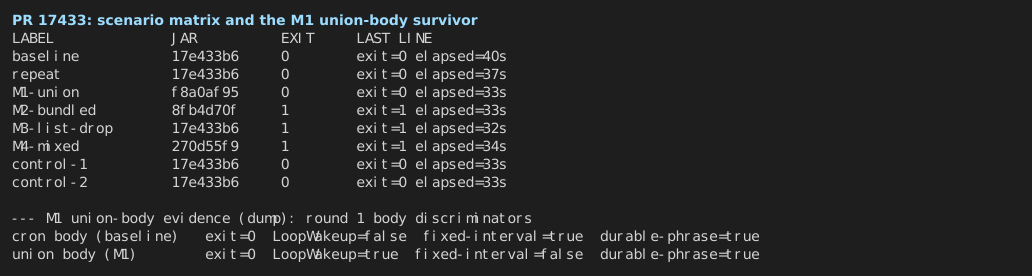 PR 17433: scenario matrix and the M1 union-body survivor
LABEL JAR EXIT LAST LINE
baseline 17e433b6 0 exit=0 elapsed=40s
repeat 17e433b6 0 exit=0 elapsed=37s
M1-union f8a0af95 0 exit=0 elapsed=33s
M2-bundled 8fb4d70f 1 exit=1 elapsed=33s
M3-list-drop 17e433b6 1 exit=1 elapsed=32s
M4-mixed 270d55f9 1 exit=1 elapsed=34s
control-1 17e433b6 0 exit=0 elapsed=33s
control-2 17e433b6 0 exit=0 elapsed=33s
--- M1 union-body evidence (dump): round 1 body discriminators
cron body (baseline) exit=0 LoopWakeup=false fixed-interval=true durable-phrase=true
union body (M1) exit=0 LoopWakeup=true fixed-interval=false durable-phrase=true